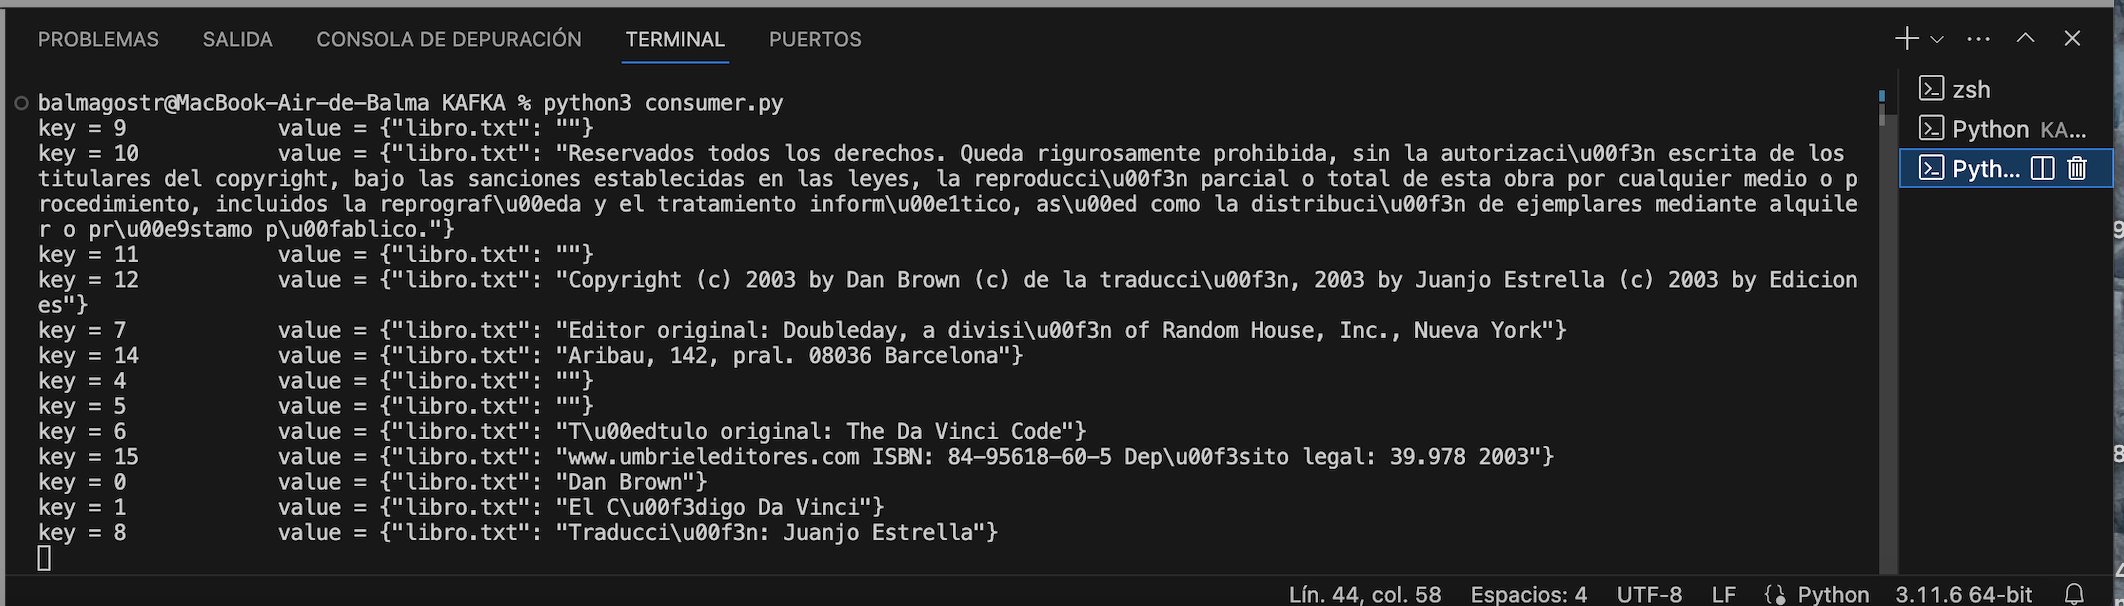 PROBLEMAS SALIDA CONSOLA DE DEPURACIÓN TERMINAL PUERTOS
balmagostr@MacBook-Air-de-Balma KAFKA % python3 consumer.py
key = 9 value = {"libro.txt": ""}
key = 10 value = {"libro.txt": "Reservados todos los derechos. Queda rigurosamente prohibida, sin la autorizaci\u00f3n escrita de los
titulares del copyright, bajo las sanciones establecidas en las leyes, la reproducci\u00f3n parcial o total de esta obra por cualquier medio o p
rocedimiento, incluidos la reprograf\u00eda y el tratamiento inform\u00e1tico, as\u00ed como la distribuci\u00f3n de ejemplares mediante alquile
r o pr\u00e9stamo p\u00fablico."}
key = 11 value = {"libro.txt": ""}
key = 12 value = {"libro.txt": "Copyright (c) 2003 by Dan Brown (c) de la traducci\u00f3n, 2003 by Juanjo Estrella (c) 2003 by Edicion
es"}
key = 7 value = {"libro.txt": "Editor original: Doubleday, a divisi\u00f3n of Random House, Inc., Nueva York"}
key = 14 value = {"libro.txt": "Aribau, 142, pral. 08036 Barcelona"}
key = 4 value = {"libro.txt": ""}
key = 5 value = {"libro.txt": ""}
key = 6 value = {"libro.txt": "T\u00edtulo original: The Da Vinci Code"}
key = 15 value = {"libro.txt": "www.umbrieleditores.com ISBN: 84-95618-60-5 Dep\u00f3sito legal: 39.978 2003"}
key = 0 value = {"libro.txt": "Dan Brown"}
key = 1 value = {"libro.txt": "El C\u00f3digo Da Vinci"}
key = 8 value = {"libro.txt": "Traducci\u00f3n: Juanjo Estrella"}
zsh
Python KA...
Pyth...
Lín. 44, col. 58 Espacios: 4 UTF-8 LF Python 3.11.6 64-bit